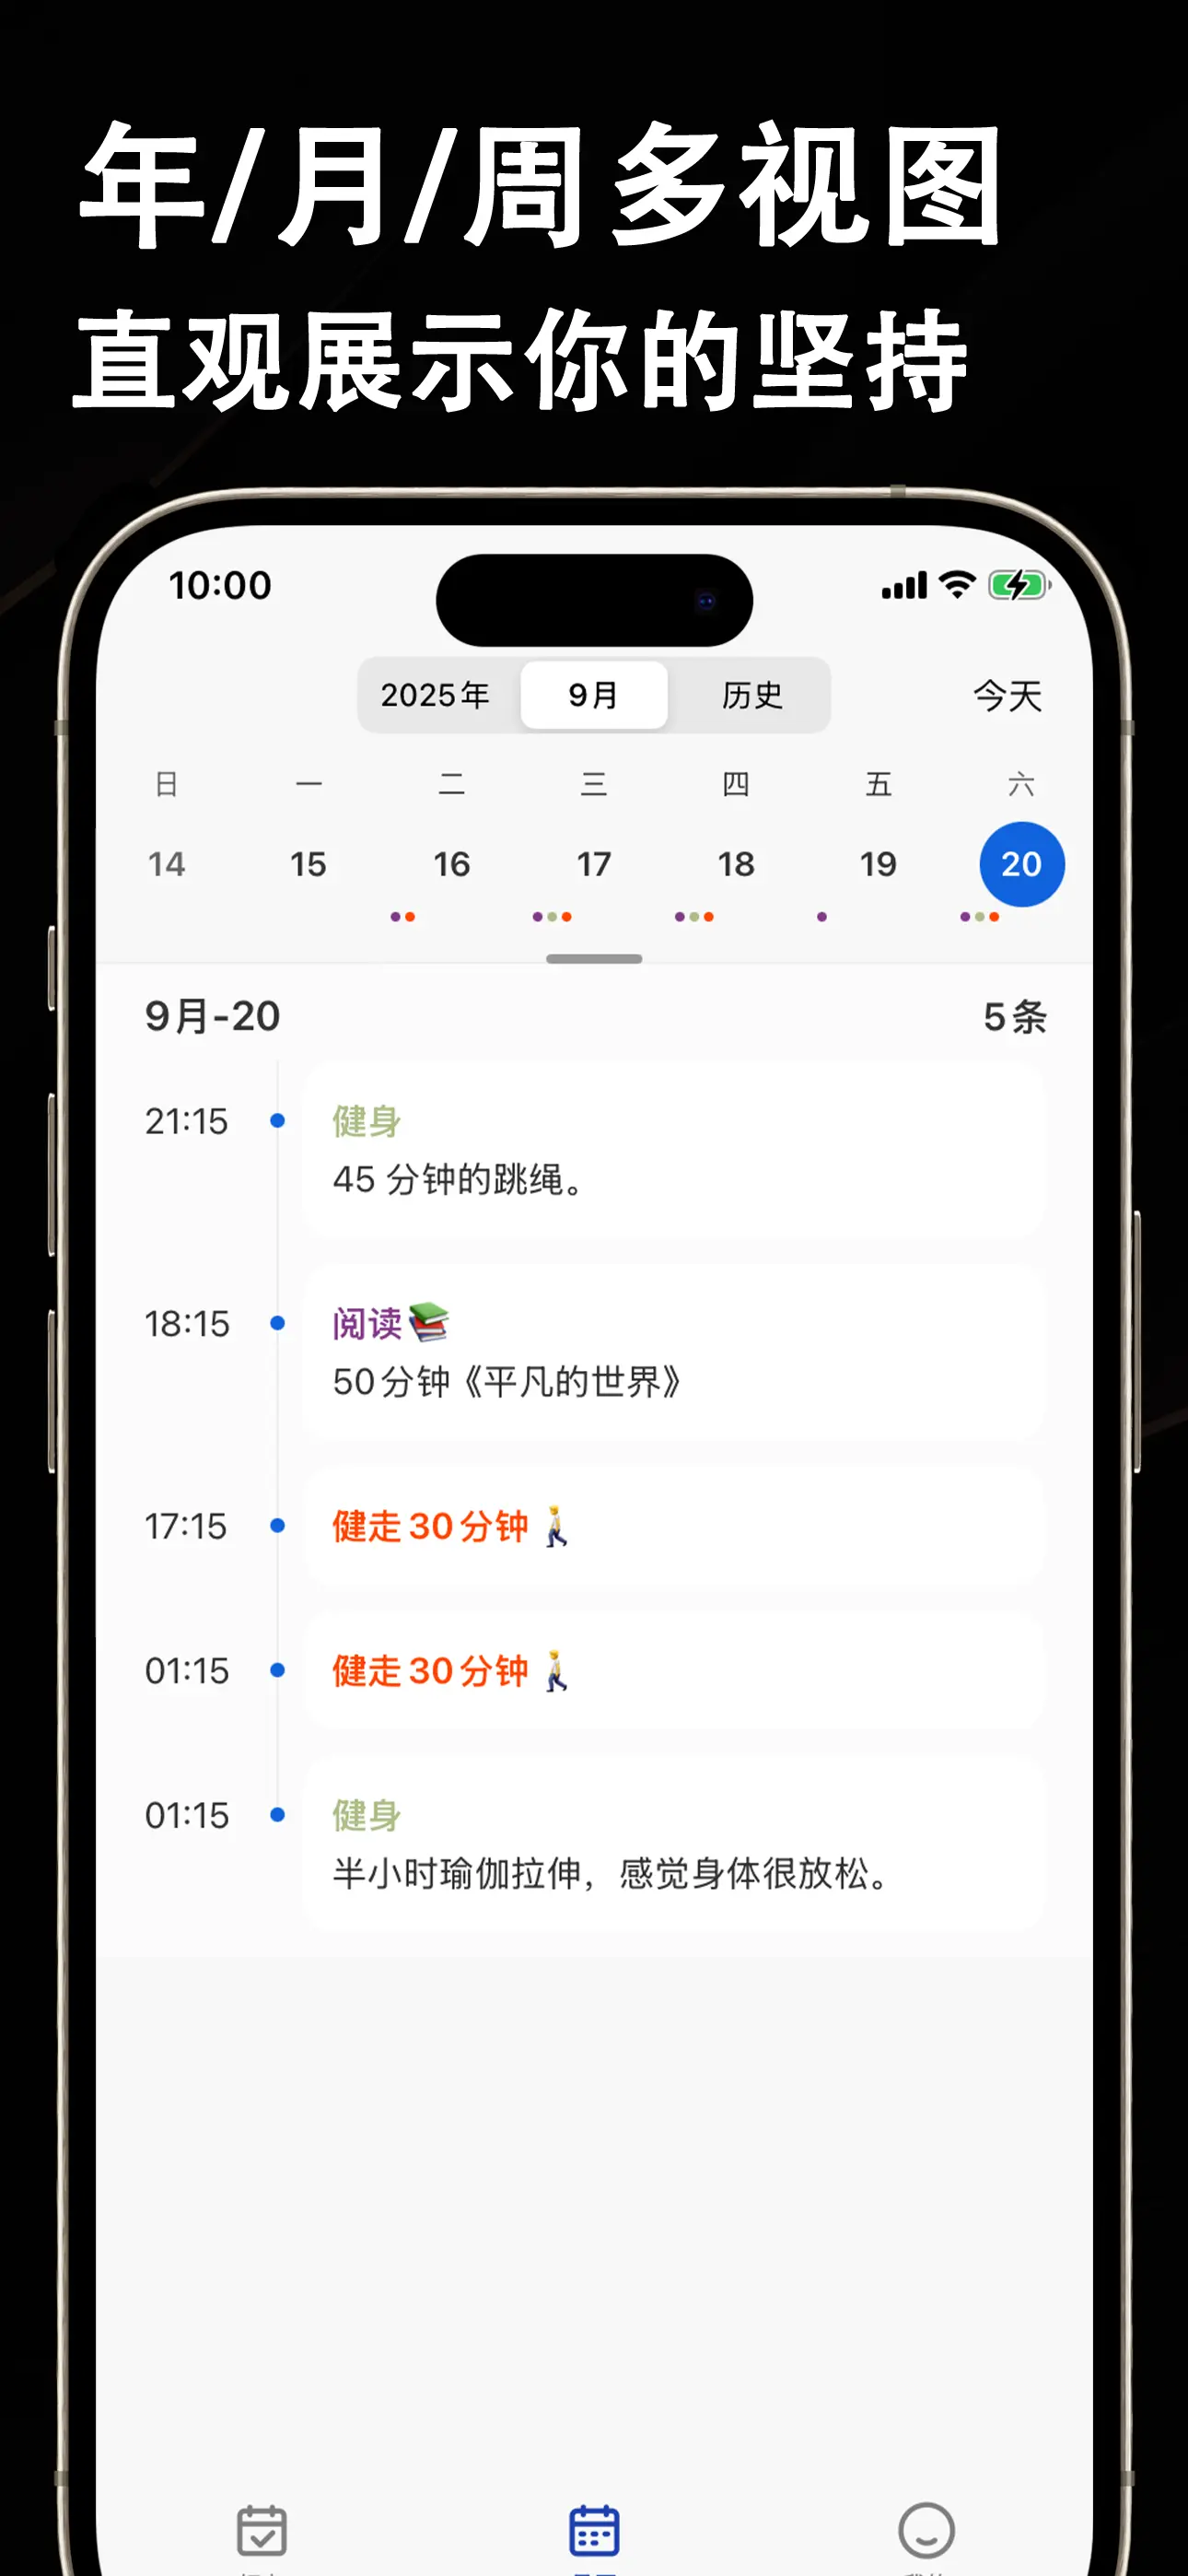 年/月/周多视图
直观展示你的坚持
10:00
2025年 9月 历史 今天
日 一 二 三 四 五 六
14 15 16 17 18 19 20
9月-20 5条
21:15 健身
45 分钟的跳绳。
18:15 阅读📚
50分钟《平凡的世界》
17:15 健走30分钟🚶
01:15 健走30分钟🚶
01:15 健身
半小时瑜伽拉伸，感觉身体很放松。